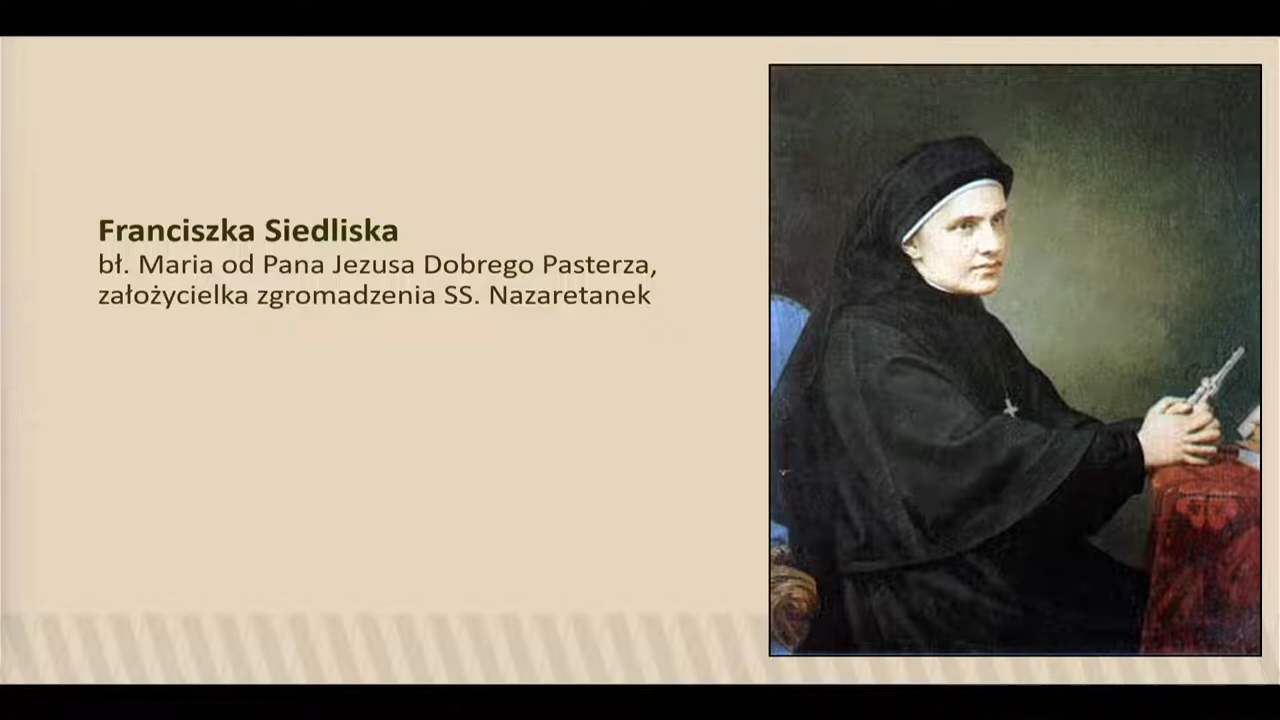 Franciszka Siedliska
bł. Maria od Pana Jezusa Dobrego Pasterza,
założycielka zgromadzenia SS. Nazaretanek